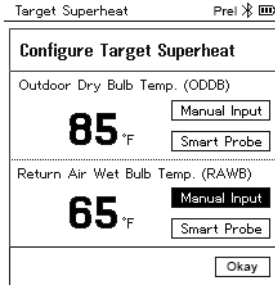 Target Superheat Prel
Configure Target Superheat
Outdoor Dry Bulb Temp. (ODDB)
85 °F
Manual Input
Smart Probe
Return Air Wet Bulb Temp. (RAWB)
65 °F
Manual Input
Smart Probe
Okay